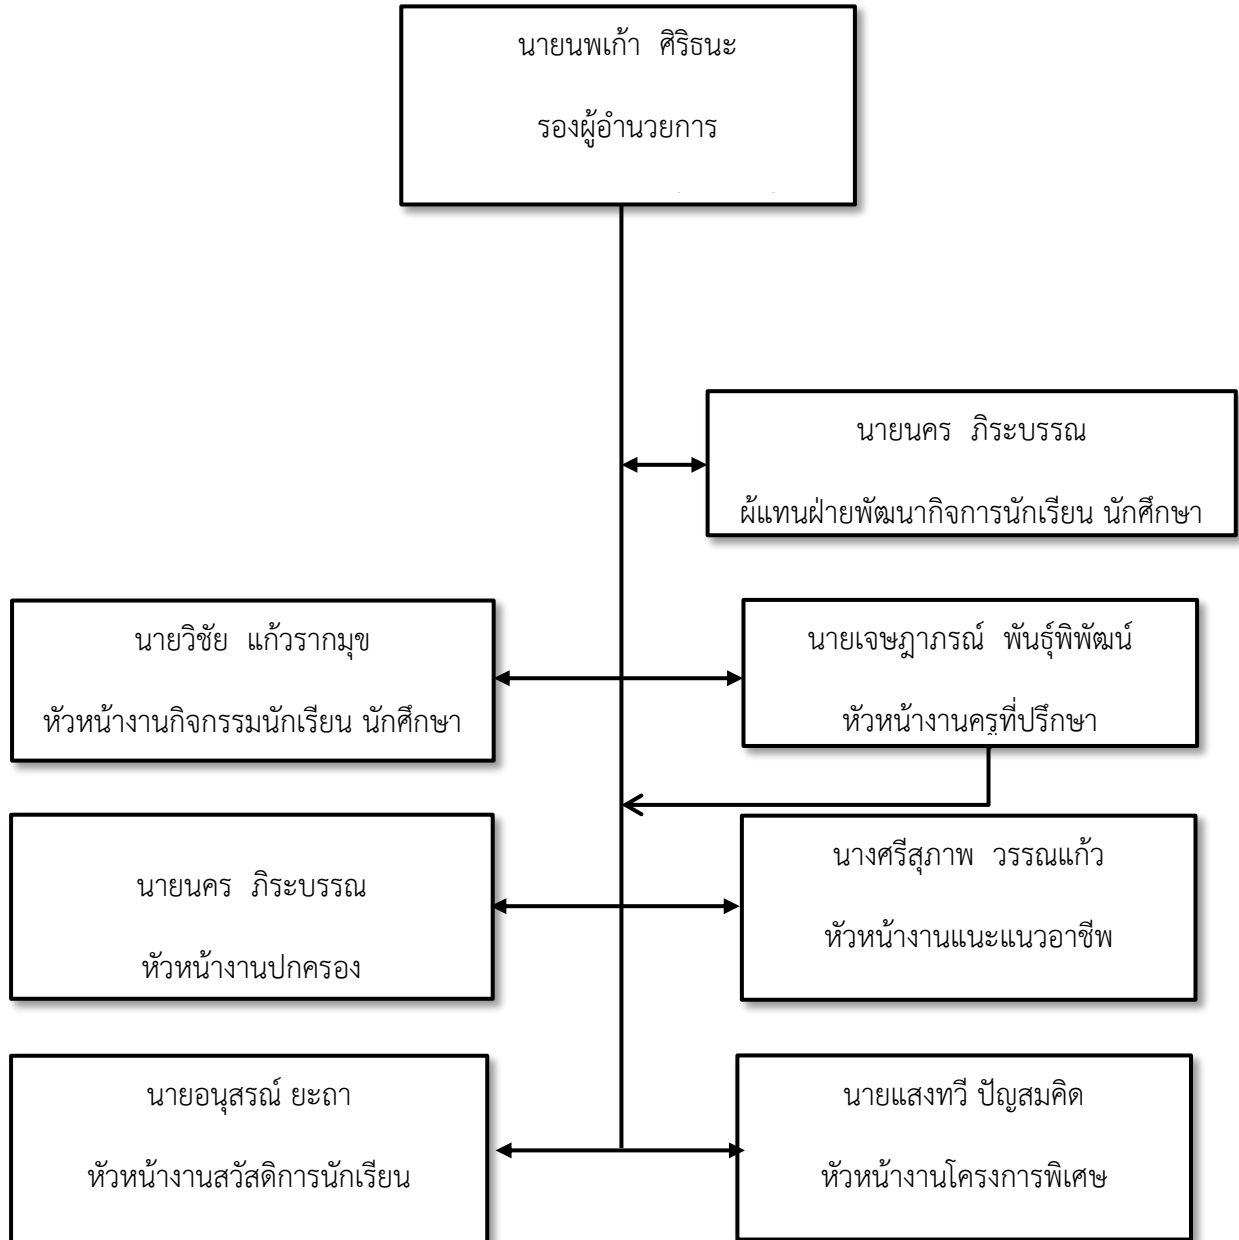 นายนพเก้า ศิริธนะ
รองผู้อำนวยการ
นายนคร ภิระบรรณ
ผู้แทนฝ่ายพัฒนากิจการนักเรียน นักศึกษา
นายวิชัย แก้วรากมุข
หัวหน้างานกิจกรรมนักเรียน นักศึกษา
นายเจษฎาภรณ์ พันธุ์พิพัฒน์
หัวหน้างานครูที่ปรึกษา
นายนคร ภิระบรรณ
หัวหน้างานปกครอง
นางศรีสุภาพ วรรณแก้ว
หัวหน้างานแนะแนวอาชีพ
นายอนุสรณ์ ยะถา
หัวหน้างานสวัสดิการนักเรียน
นายแสงทวี ปัญสมคิด
หัวหน้างานโครงการพิเศษ